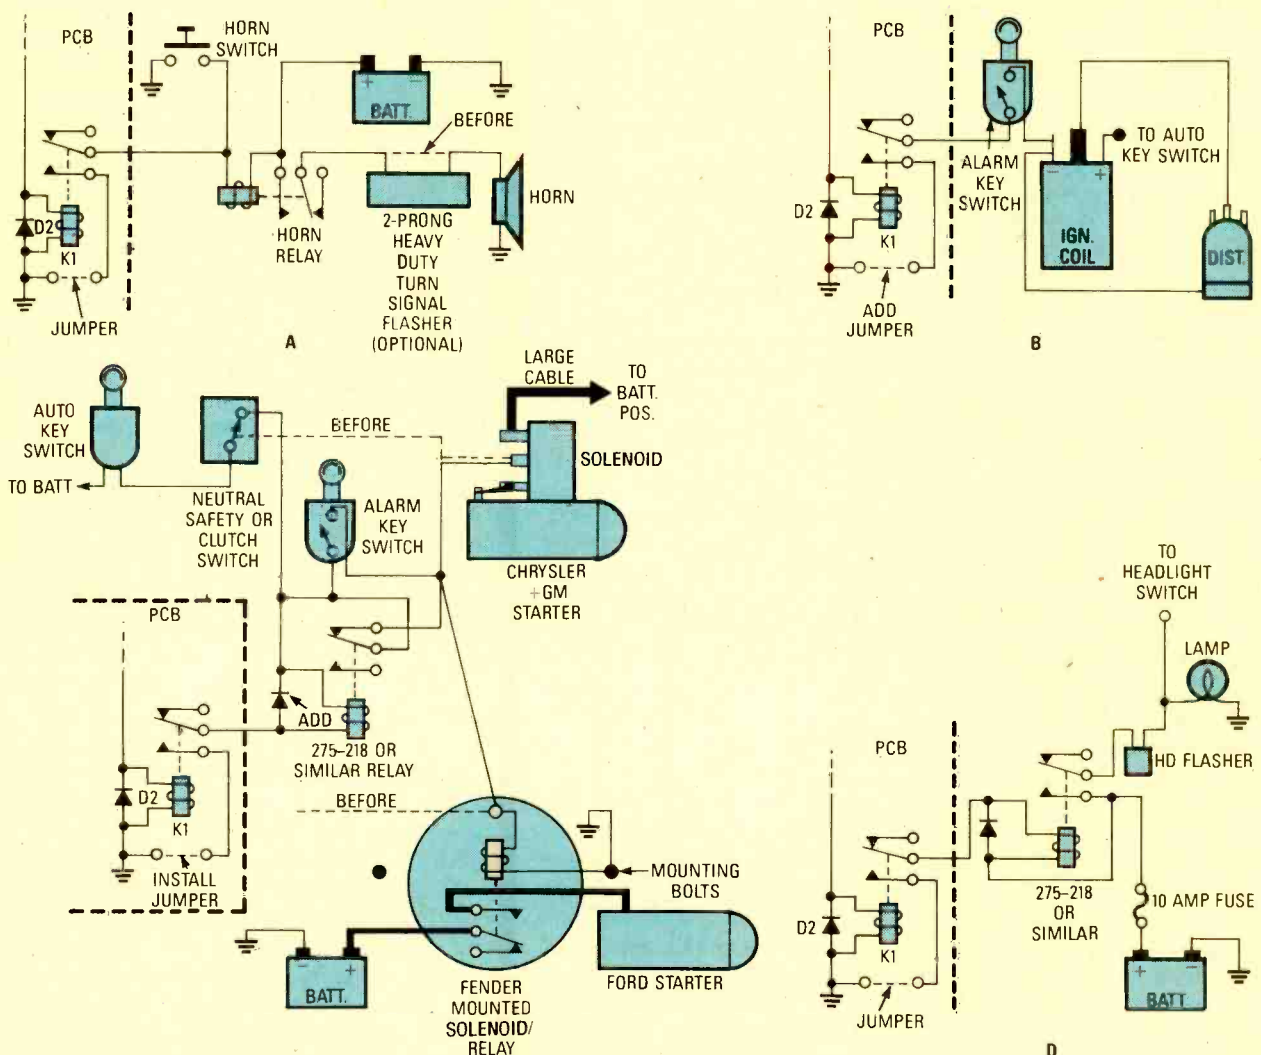 PCB
HORN
SWITCH
+
-
BATT.
BEFORE
HORN
D2
K1
JUMPER
HORN
RELAY
2-PRONG
HEAVY
DUTY
TURN
SIGNAL
FLASHER
(OPTIONAL)
A
PCB
ALARM
KEY
SWITCH
TO AUTO
KEY SWITCH
-
+
IGN.
COIL
DIST.
D2
K1
ADD
JUMPER
B
AUTO
KEY
SWITCH
TO BATT
NEUTRAL
SAFETY OR
CLUTCH
SWITCH
BEFORE
LARGE
CABLE
TO
BATT.
POS.
SOLENOID
ALARM
KEY
SWITCH
CHRYSLER
+GM
STARTER
PCB
ADD
275-218 OR
SIMILAR RELAY
D2
K1
INSTALL
JUMPER
BEFORE
MOUNTING
BOLTS
- +
BATT.
FORD STARTER
FENDER
MOUNTED
SOLENOID/
RELAY
TO
HEADLIGHT
SWITCH
LAMP
PCB
HD FLASHER
275-218
OR
SIMILAR
10 AMP FUSE
D2
K1
JUMPER
+ -
BATT
D